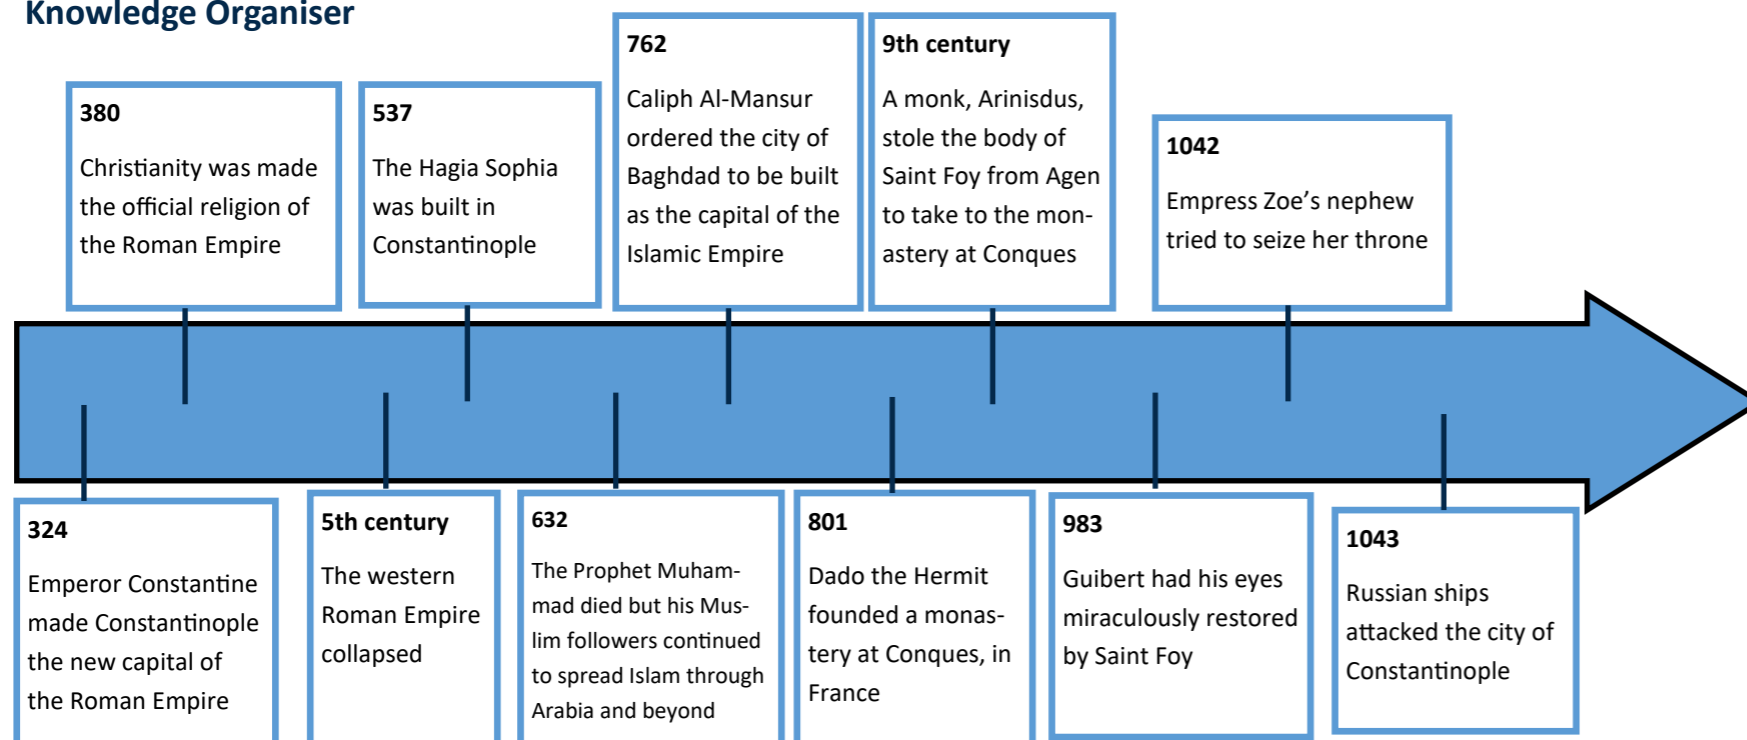 Knowledge Organiser
380
Christianity was made
the official religion of
the Roman Empire
537
The Hagia Sophia
was built in
Constantinople
762
Caliph Al-Mansur
ordered the city of
Baghdad to be built
as the capital of the
Islamic Empire
9th century
A monk, Arinisdus,
stole the body of
Saint Foy from Agen
to take to the mon-
astery at Conques
1042
Empress Zoe’s nephew
tried to seize her throne
324
Emperor Constantine
made Constantinople
the new capital of
the Roman Empire
5th century
The western
Roman Empire
collapsed
632
The Prophet Muham-
mad died but his Mus-
lim followers continued
to spread Islam through
Arabia and beyond
801
Dado the Hermit
founded a monas-
tery at Conques, in
France
983
Guibert had his eyes
miraculously restored
by Saint Foy
1043
Russian ships
attacked the city of
Constantinople